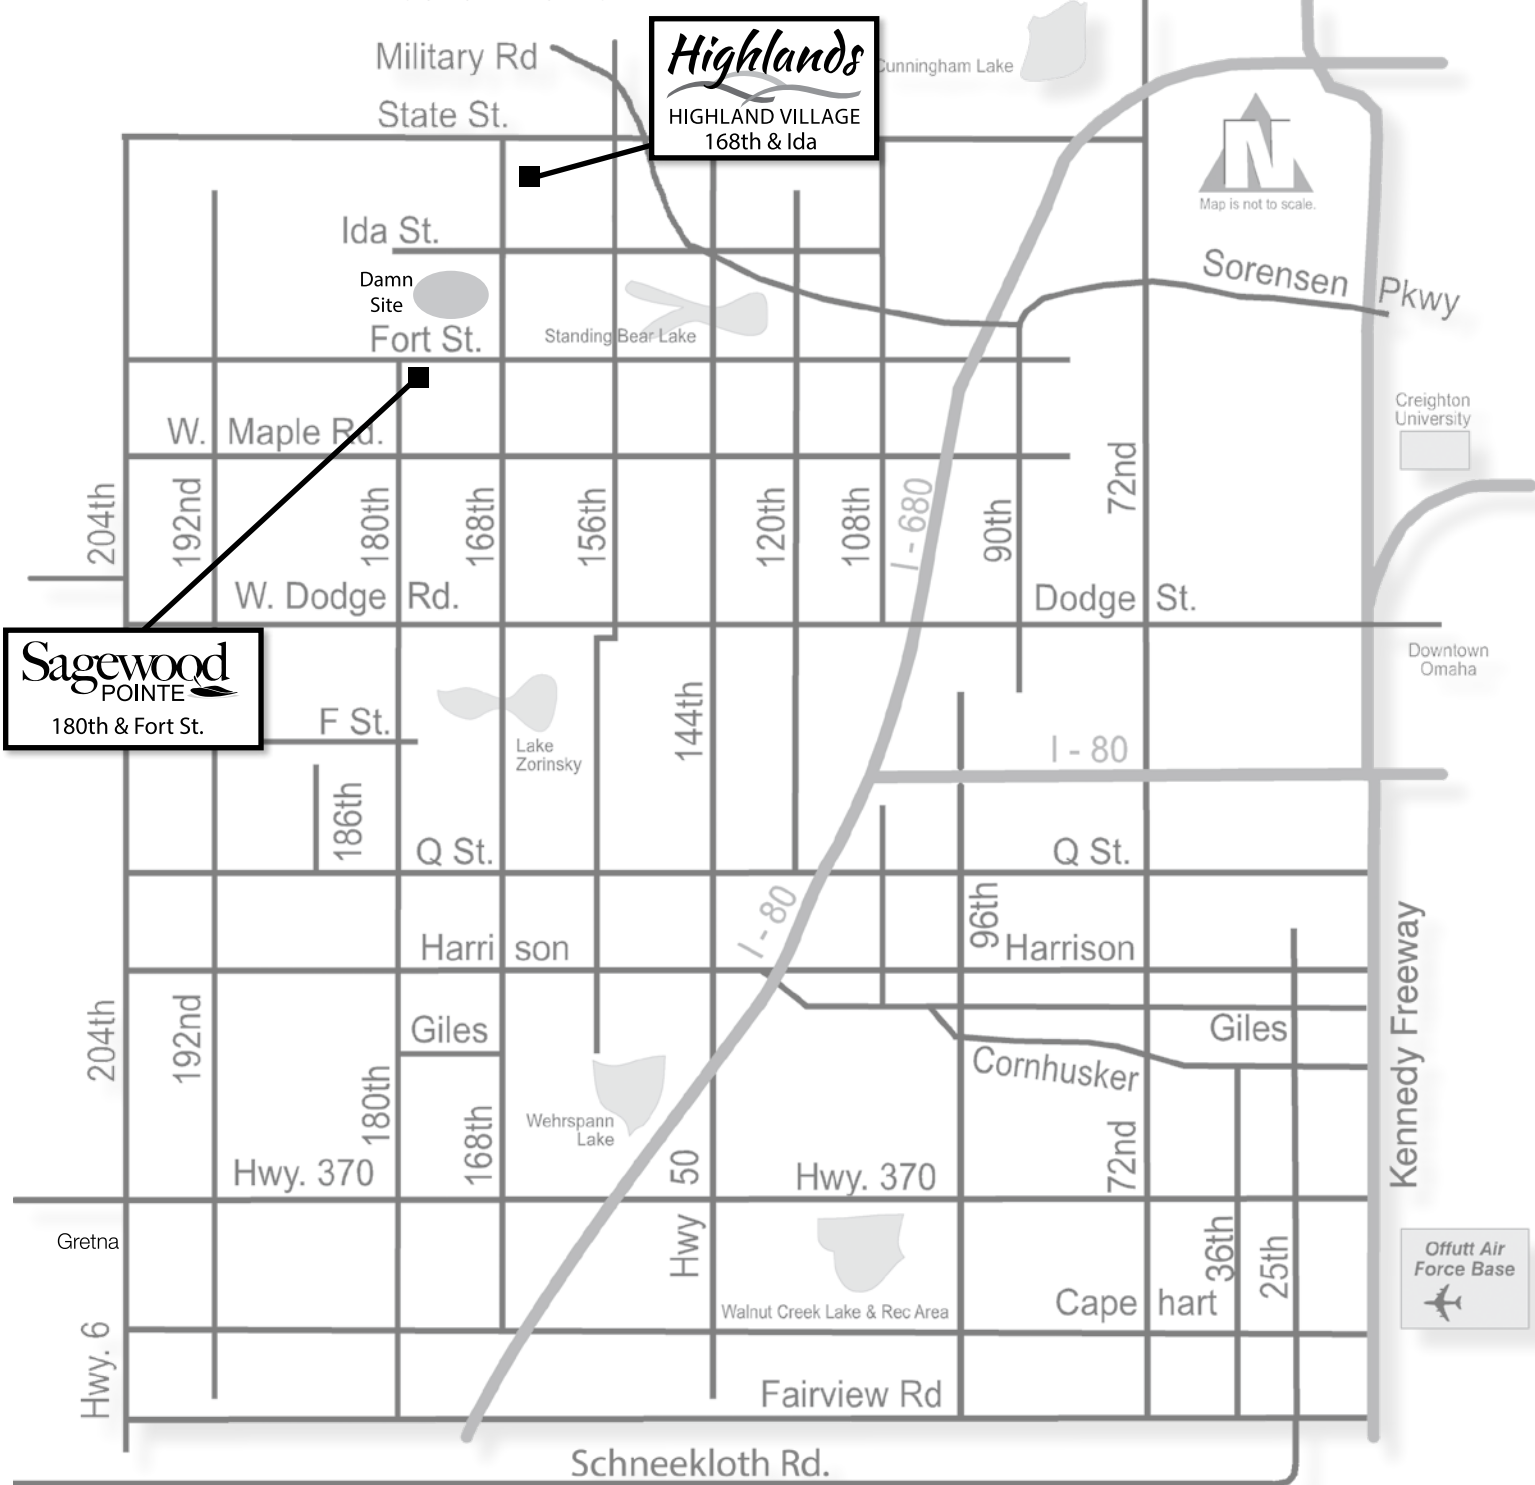 Military Rd
Highlands
HIGHLAND VILLAGE
168th & Ida
Cunningham Lake
State St.
N
Map is not to scale.
Ida St.
Sorensen Pkwy
Damn
Site
Fort St.
Standing Bear Lake
Creighton
University
W. Maple Rd.
204th
192nd
180th
168th
156th
120th
108th
I - 680
90th
72nd
W. Dodge Rd.
Dodge St.
Downtown
Omaha
Sagewood
POINTE
180th & Fort St.
F St.
Lake
Zorinsky
144th
I - 80
186th
Q St.
Q St.
I - 80
96th
Harrison
Harrison
204th
192nd
Giles
Giles
Cornhusker
Kennedy Freeway
180th
168th
Wehrspann
Lake
50
72nd
Hwy. 370
Hwy. 370
Gretna
Hwy
36th
25th
Offutt Air
Force Base
Walnut Creek Lake & Rec Area
Capehart
Hwy. 6
Fairview Rd
Schneekloth Rd.